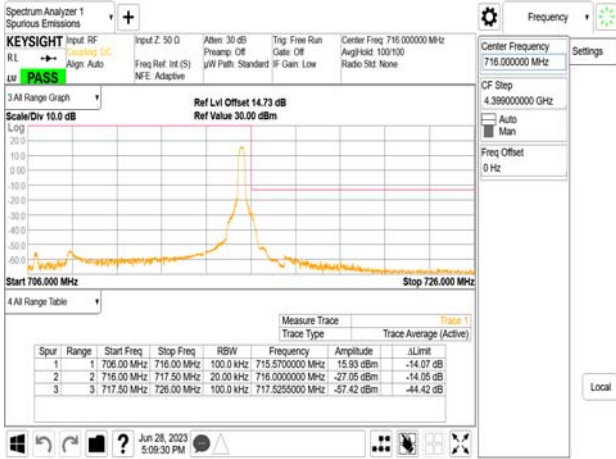 Spectrum Analyzer 1
Spurious Emissions
Frequency
KEYSIGHT Input: RF Input Z: 50 Ω Atten: 30 dB Trig: Free Run Center Freq: 716.000000 MHz
RL Coupling: DC Preamp: Off Gate: Off Avg|Hold: 100/100
Align: Auto Freq Ref: Int (S) µW Path: Standard IF Gain: Low Radio Std: None
LW PASS NFE: Adaptive
Center Frequency
716.000000 MHz
Settings
CF Step
4.399000000 GHz
Auto
Man
Freq Offset
0 Hz
3 All Range Graph
Ref Lvl Offset 14.73 dB
Scale/Div 10.0 dB Ref Value 30.00 dBm
Log
20.0
10.0
0.00
-10.0
-20.0
-30.0
-40.0
-50.0
-60.0
Start 706.000 MHz Stop 726.000 MHz
4 All Range Table
Measure Trace Trace 1
Trace Type Trace Average (Active)
Spur Range Start Freq Stop Freq RBW Frequency Amplitude ΔLimit
1 1 706.00 MHz 716.00 MHz 100.0 kHz 715.5700000 MHz 15.93 dBm -14.07 dB
2 2 716.00 MHz 717.50 MHz 20.00 kHz 716.0000000 MHz -27.05 dBm -14.05 dB
3 3 717.50 MHz 726.00 MHz 100.0 kHz 717.5255000 MHz -57.42 dBm -44.42 dB
Local
Jun 28, 2023
5:09:30 PM